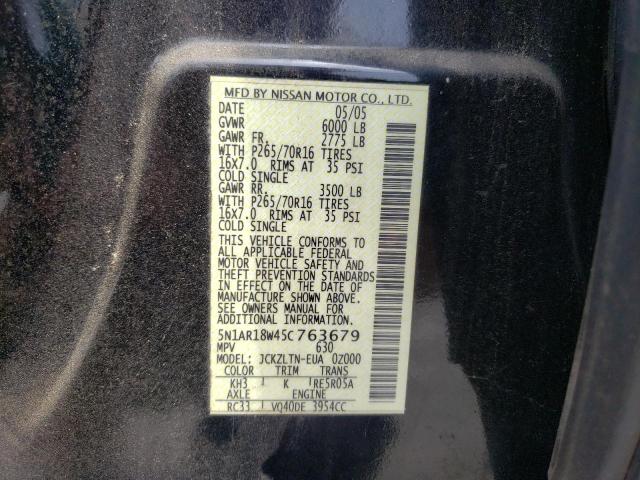 MFD BY NISSAN MOTOR CO., LTD.
DATE 05/05
GVWR 6000 LB
GAWR FR. 2775 LB
WITH P265/70R16 TIRES
16X7.0 RIMS AT 35 PSI
COLD SINGLE
GAWR RR. 3500 LB
WITH P265/70R16 TIRES
16X7.0 RIMS AT 35 PSI
COLD SINGLE
THIS VEHICLE CONFORMS TO
ALL APPLICABLE FEDERAL
MOTOR VEHICLE SAFETY AND
THEFT PREVENTION STANDARDS
IN EFFECT ON THE DATE OF
MANUFACTURE SHOWN ABOVE.
SEE OWNERS MANUAL FOR
ADDITIONAL INFORMATION.
5N1AR18W45C763679
MPV 630
MODEL: JCKZLTN-EUA 0Z000
COLOR TRIM TRANS
KH3 K RE5R05A
AXLE ENGINE
RC33 VQ40DE 3954CC